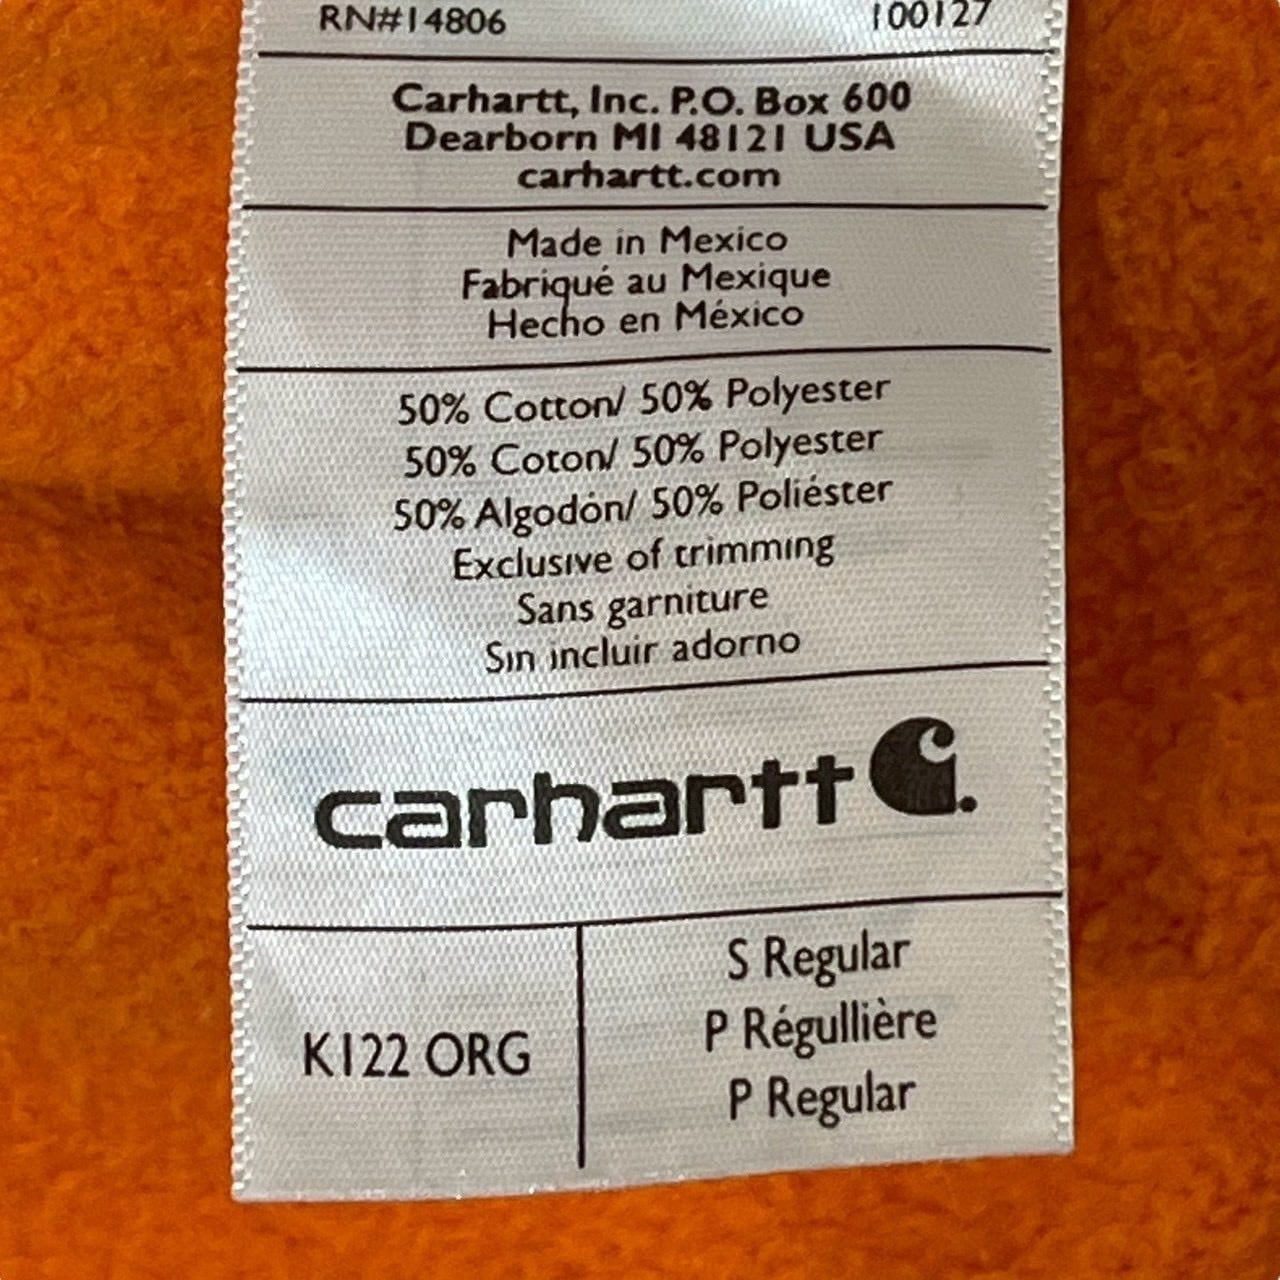 RN#14806 100127
Carhartt, Inc. P.O. Box 600
Dearborn MI 48121 USA
carhartt.com
Made in Mexico
Fabriqué au Mexique
Hecho en México
50% Cotton/ 50% Polyester
50% Coton/ 50% Polyester
50% Algodón/ 50% Poliéster
Exclusive of trimming
Sans garniture
Sin incluir adorno
carhartt
K122 ORG
S Regular
P Régullière
P Regular